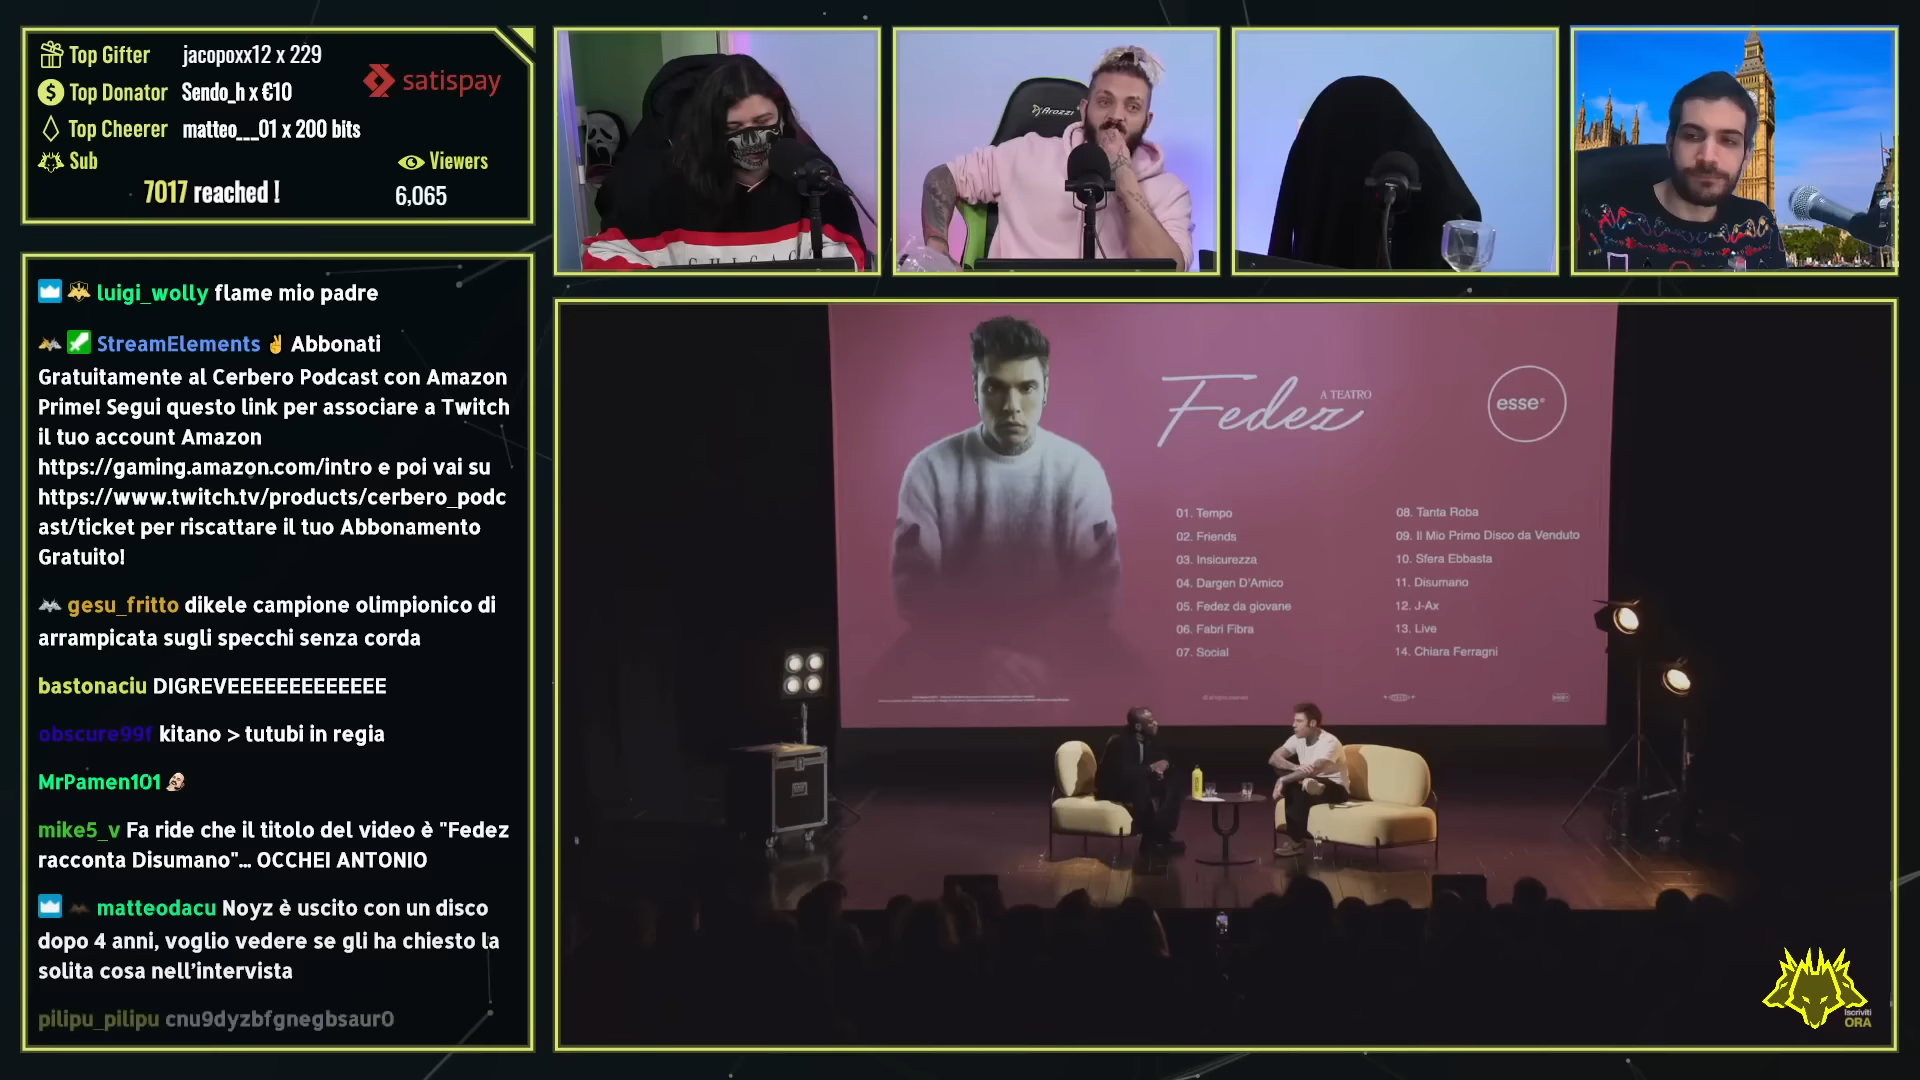 Top Gifter jacopoxx12 x 229
satispay
Top Donator Sendo_h x €10
Top Cheerer matteo___01 x 200 bits
Sub
Viewers
7017 reached !
6,065
luigi_wolly flame mio padre
StreamElements ✌ Abbonati
Gratuitamente al Cerbero Podcast con Amazon
Prime! Segui questo link per associare a Twitch
il tuo account Amazon
https://gaming.amazon.com/intro e poi vai su
https://www.twitch.tv/products/cerbero_podc
ast/ticket per riscattare il tuo Abbonamento
Gratuito!
gesu_fritto dikele campione olimpionico di
arrampicata sugli specchi senza corda
bastonaciu DIGREVEEEEEEEEEEEEE
obscure99f kitano > tutubi in regia
MrPamen101
mike5_v Fa ride che il titolo del video è "Fedez
racconta Disumano"... OCCHEI ANTONIO
matteodacu Noyz è uscito con un disco
dopo 4 anni, voglio vedere se gli ha chiesto la
solita cosa nell'intervista
pilipu_pilipu cnu9dyzbfgnegbsaur0
Arozzi
Fedez
A TEATRO
esse
01. Tempo
02. Friends
03. Insicurezza
04. Dargen D'Amico
05. Fedez da giovane
06. Fabri Fibra
07. Social
08. Tanta Roba
09. Il Mio Primo Disco da Venduto
10. Sfera Ebbasta
11. Disumano
12. J-Ax
13. Live
14. Chiara Ferragni
Iscriviti
ORA